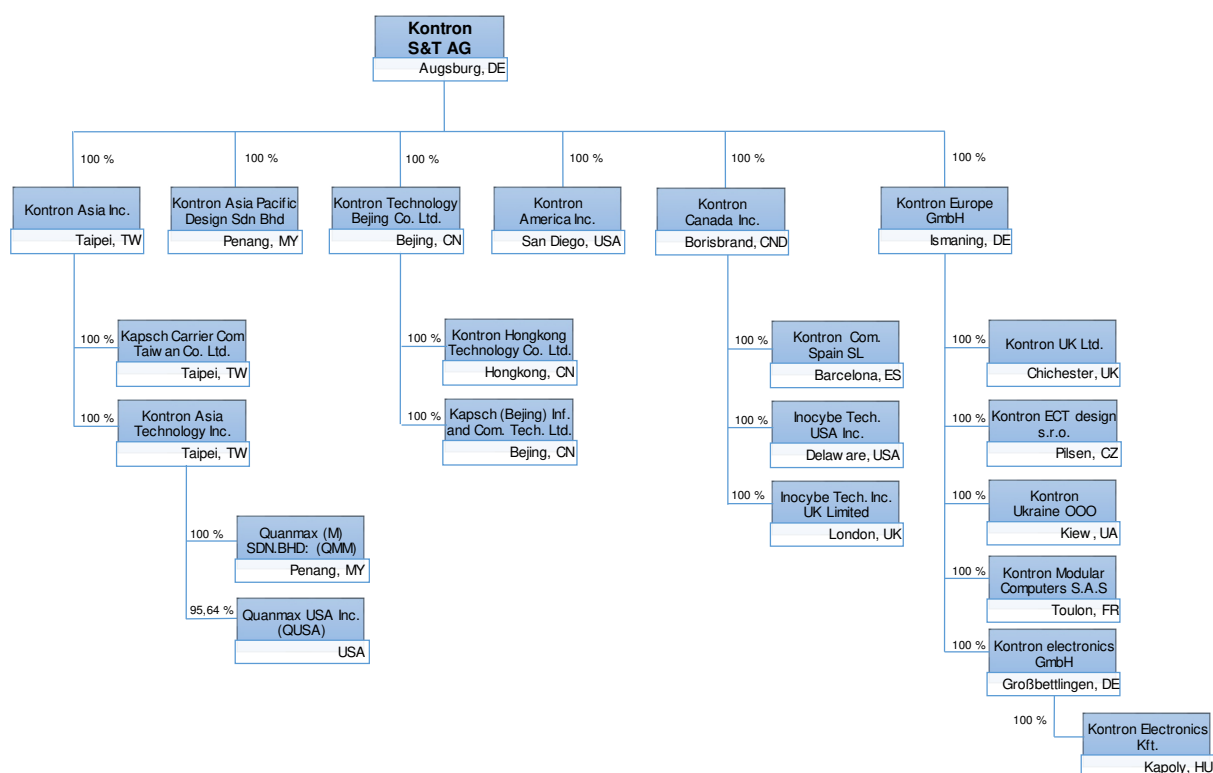 Kontron
S&T AG
Augsburg, DE
100 %
100 %
100 %
100 %
100 %
100 %
Kontron Asia Inc.
Taipei, TW
Kontron Asia Pacific
Design Sdn Bhd
Penang, MY
Kontron Technology
Bejing Co. Ltd.
Bejing, CN
Kontron
America Inc.
San Diego, USA
Kontron
Canada Inc.
Borisbrand, CND
Kontron Europe
GmbH
Ismaning, DE
100 %
Kapsch Carrier Com
Taiwan Co. Ltd.
Taipei, TW
100 %
Kontron Asia
Technology Inc.
Taipei, TW
100 %
Quanmax (M)
SDN.BHD: (QMM)
Penang, MY
95,64 %
Quanmax USA Inc.
(QUSA)
USA
100 %
Kontron Hongkong
Technology Co. Ltd.
Hongkong, CN
100 %
Kapsch (Bejing) Inf.
and Com. Tech. Ltd.
Bejing, CN
100 %
Kontron Com.
Spain SL
Barcelona, ES
100 %
Inocybe Tech.
USA Inc.
Delaware, USA
100 %
Inocybe Tech. Inc.
UK Limited
London, UK
100 %
Kontron UK Ltd.
Chichester, UK
100 %
Kontron ECT design
s.r.o.
Pilsen, CZ
100 %
Kontron
Ukraine OOO
Kiew, UA
100 %
Kontron Modular
Computers S.A.S
Toulon, FR
100 %
Kontron electronics
GmbH
Großbettlingen, DE
100 %
Kontron Electronics
Kft.
Kapoly, HU